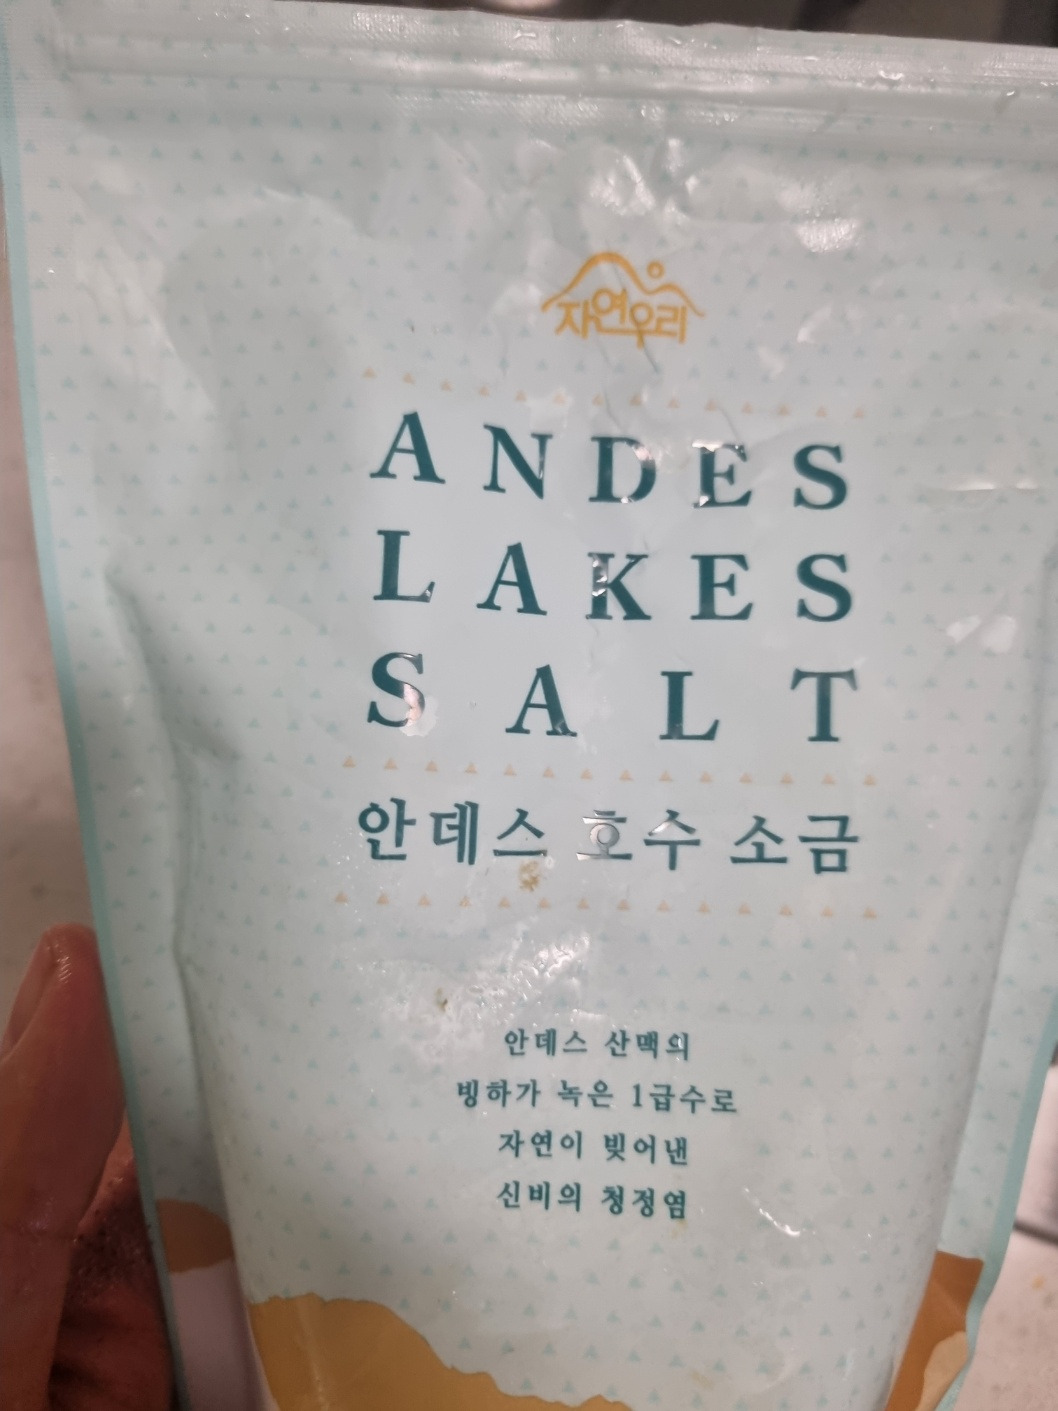 자연우리
ANDES
LAKES
SALT
안데스 호수 소금
안데스 산맥의
빙하가 녹은 1급수로
자연이 빚어낸
신비의 청정염